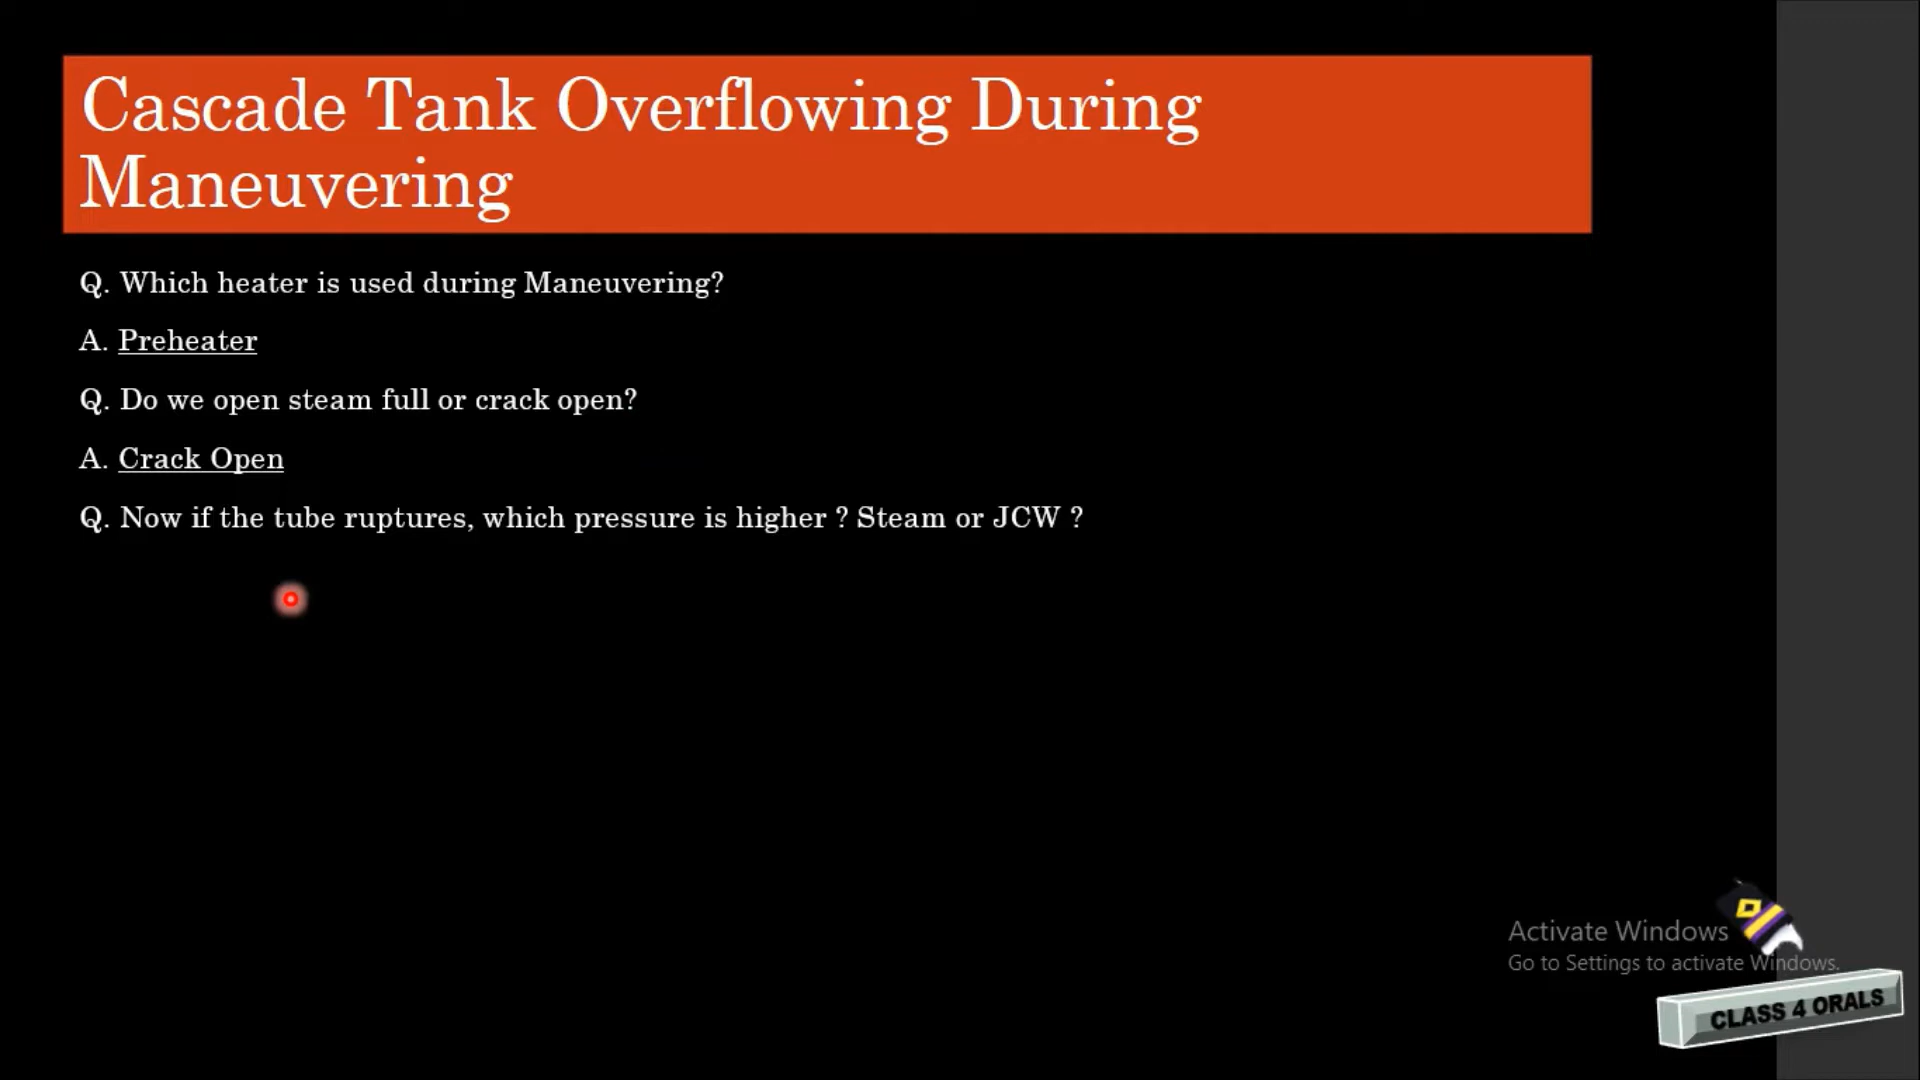 Cascade Tank Overflowing During
Maneuvering
Q. Which heater is used during Maneuvering?
A. Preheater
Q. Do we open steam full or crack open?
A. Crack Open
Q. Now if the tube ruptures, which pressure is higher ? Steam or JCW ?
Activate Windows
Go to Settings to activate Windows.
CLASS 4 ORALS